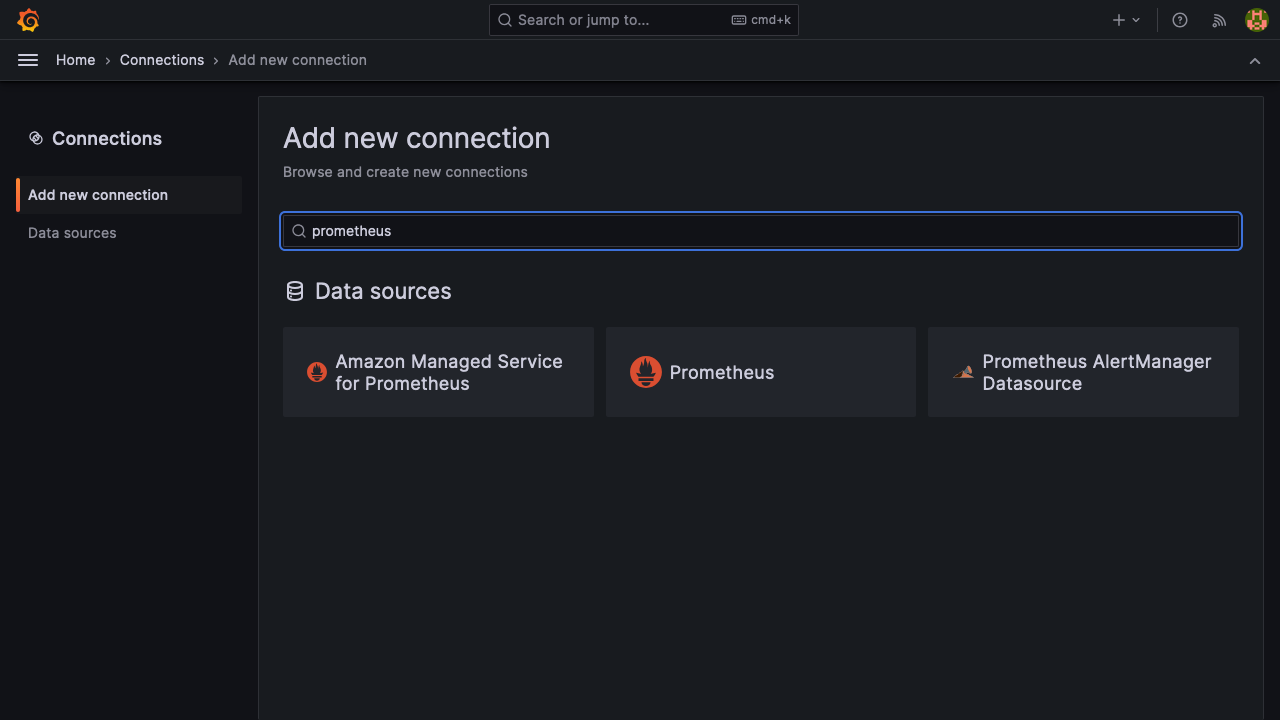 Search or jump to...
cmd+k
Home
Connections
Add new connection
Connections
Add new connection
Data sources
Add new connection
Browse and create new connections
prometheus
Data sources
Amazon Managed Service
for Prometheus
Prometheus
Prometheus AlertManager
Datasource